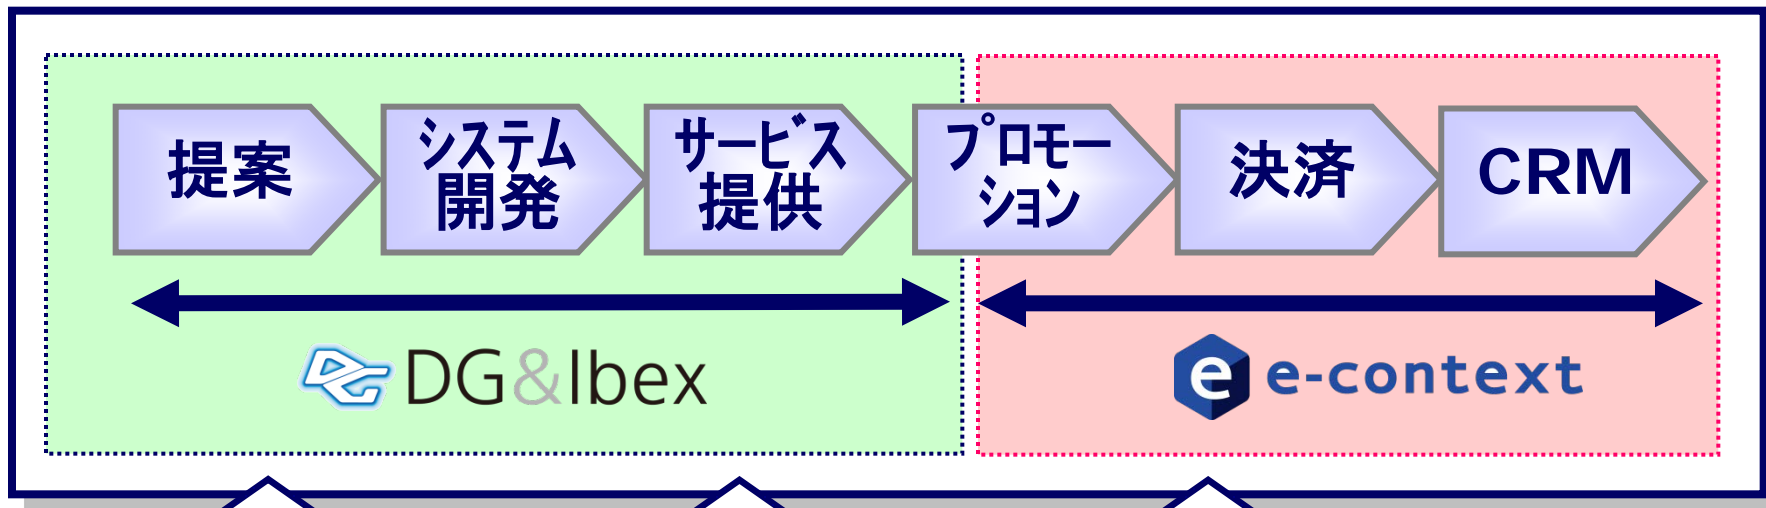 提案
システム
開発
サービス
提供
プロモー
ション
決済
CRM
DG&Ibex
e e-context